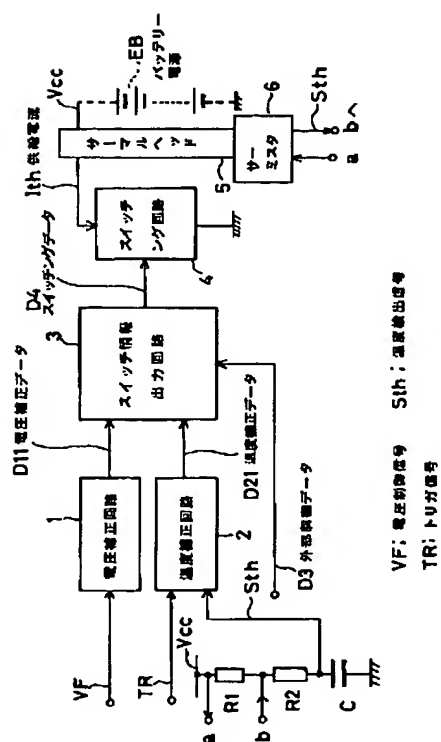 Vcc
EB
バッテリー
電源
Ith 供給電流
サーマルヘッド
5
6
サー
ミスタ
Sth
a
bへ
D4
スイッチングデータ
スイッチ
ング回路
4
3
スイッチ情報
出力回路
D11 電圧補正データ
D21 温度補正データ
1
電圧補正回路
温度補正回路
2
VF
TR
Sth
D3 外部制御データ
Vcc
a
R1
b
R2
C
VF; 電圧制御信号
Sth; 温度検出信号
TR; トリガ信号